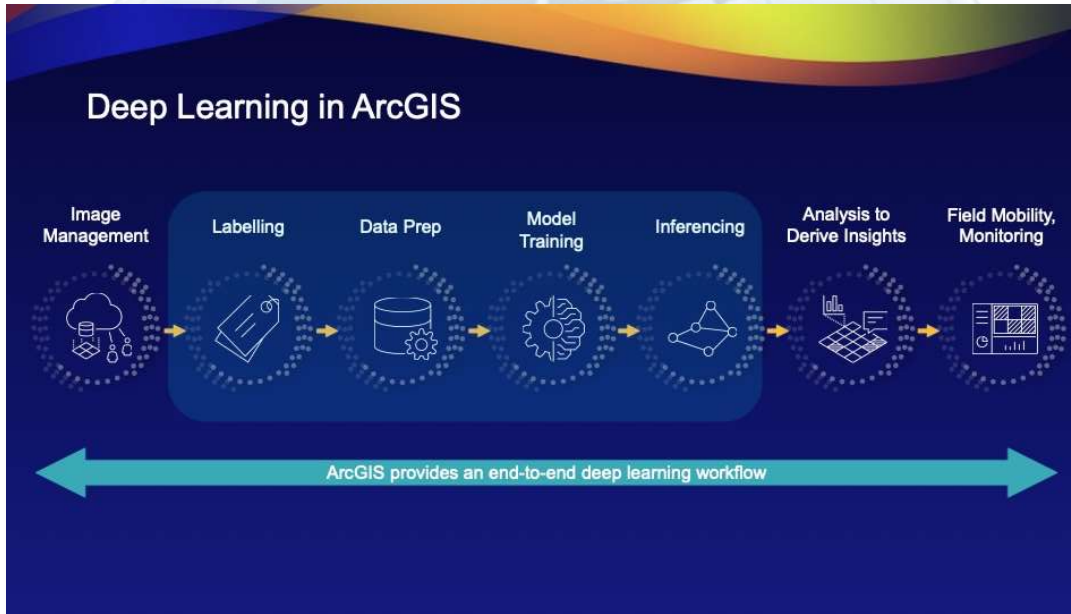 Deep Learning in ArcGIS
Image
Management
Labelling
Data Prep
Model
Training
Inferencing
Analysis to
Derive Insights
Field Mobility,
Monitoring
ArcGIS provides an end-to-end deep learning workflow